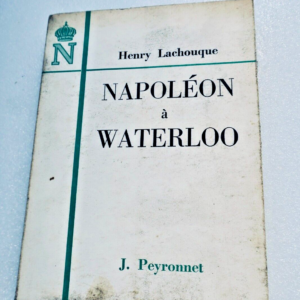 N
Henry Lachouque
NAPOLÉON
à
WATERLOO
J. Peyronnet